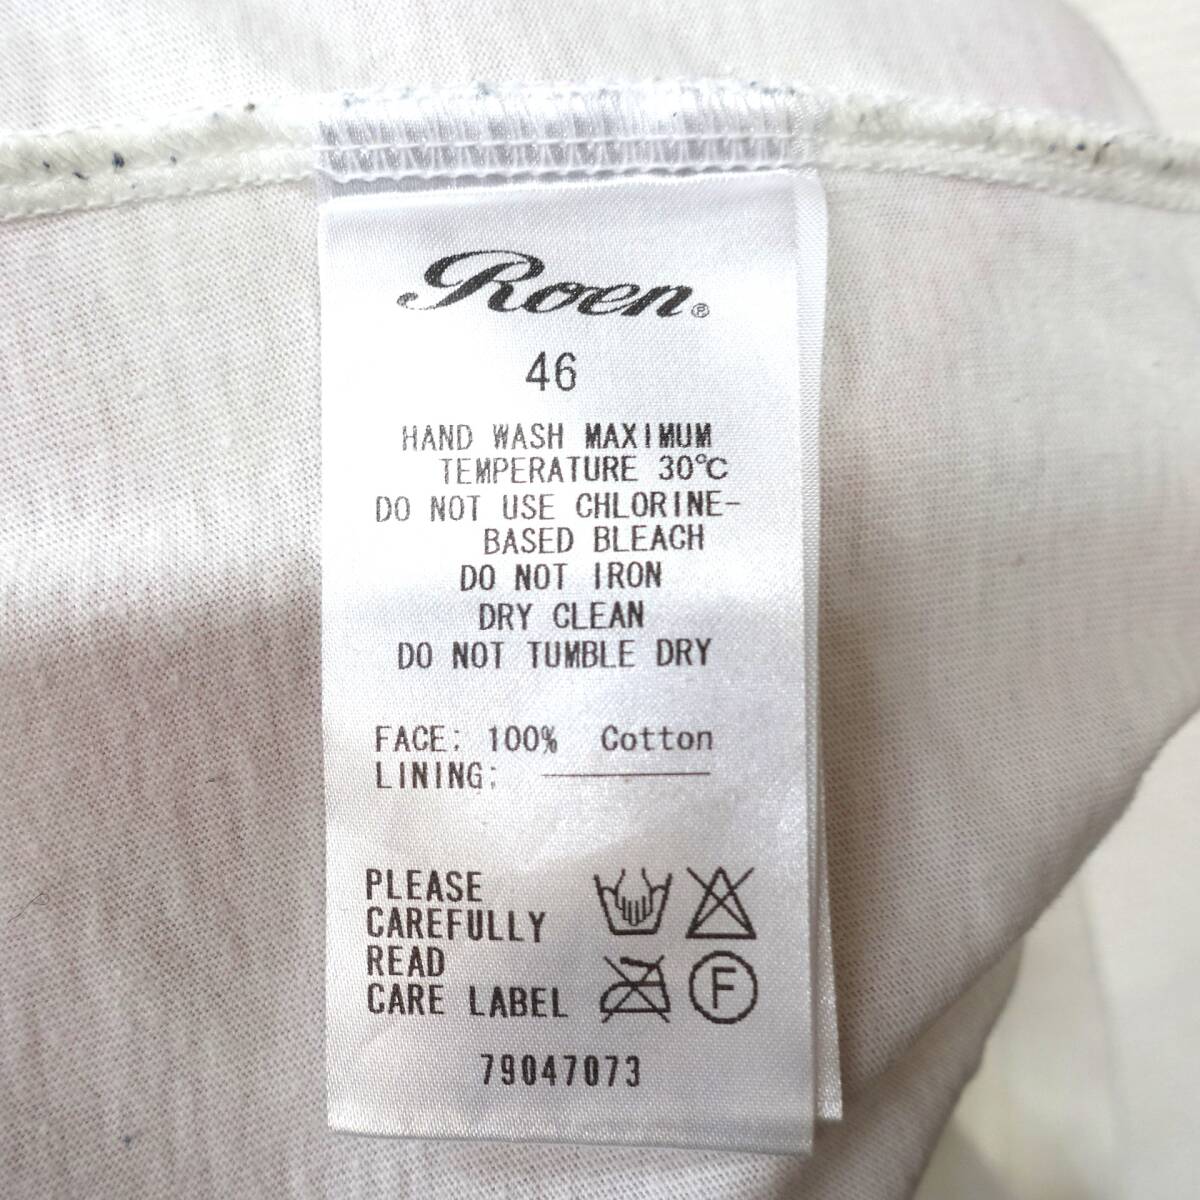 Roen®
46
HAND WASH MAXIMUM
TEMPERATURE 30℃
DO NOT USE CHLORINE-
BASED BLEACH
DO NOT IRON
DRY CLEAN
DO NOT TUMBLE DRY
FACE: 100% Cotton
LINING:
PLEASE
CAREFULLY
READ
CARE LABEL
F
79047073